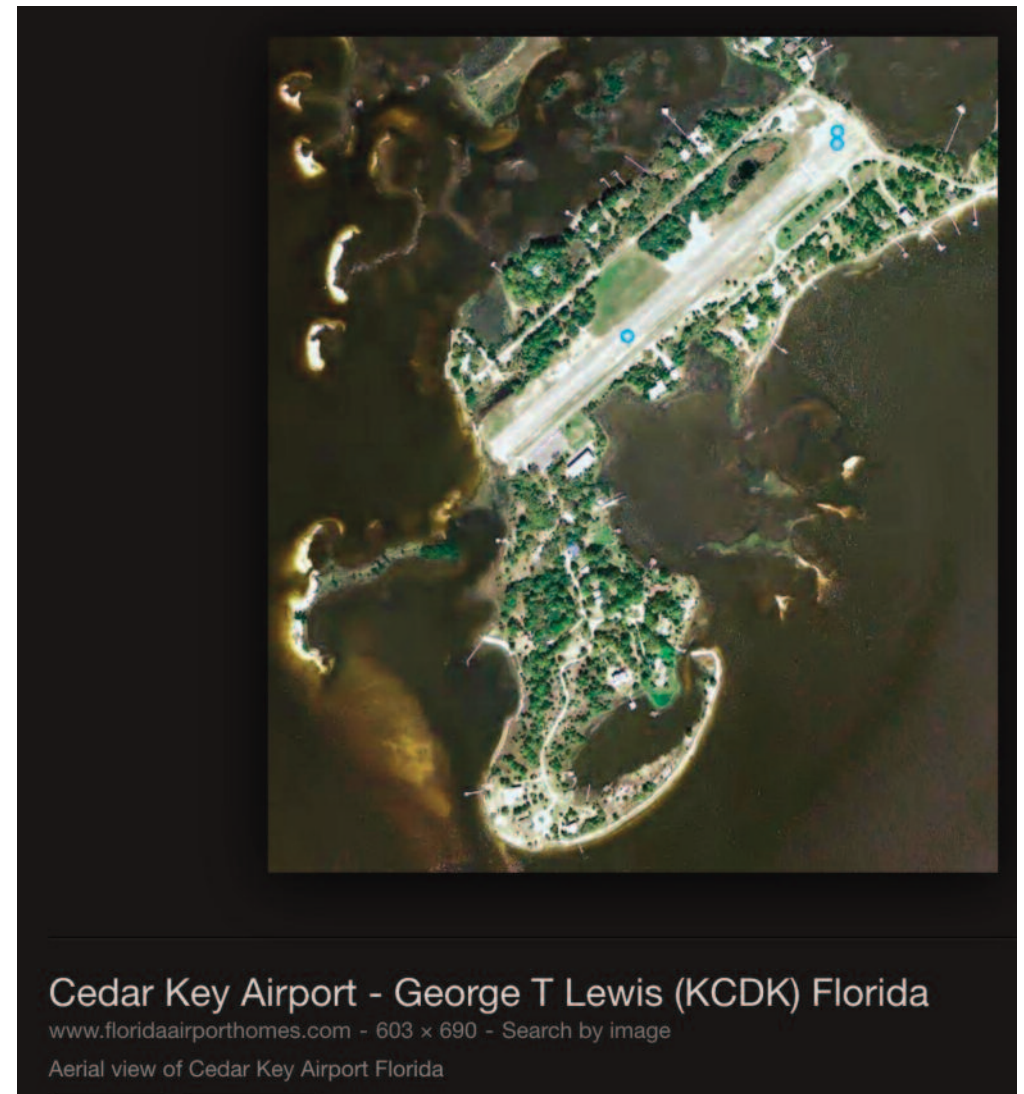 Cedar Key Airport - George T Lewis (KCDK) Florida
www.floridaairporthomes.com - 603 × 690 - Search by image
Aerial view of Cedar Key Airport Florida